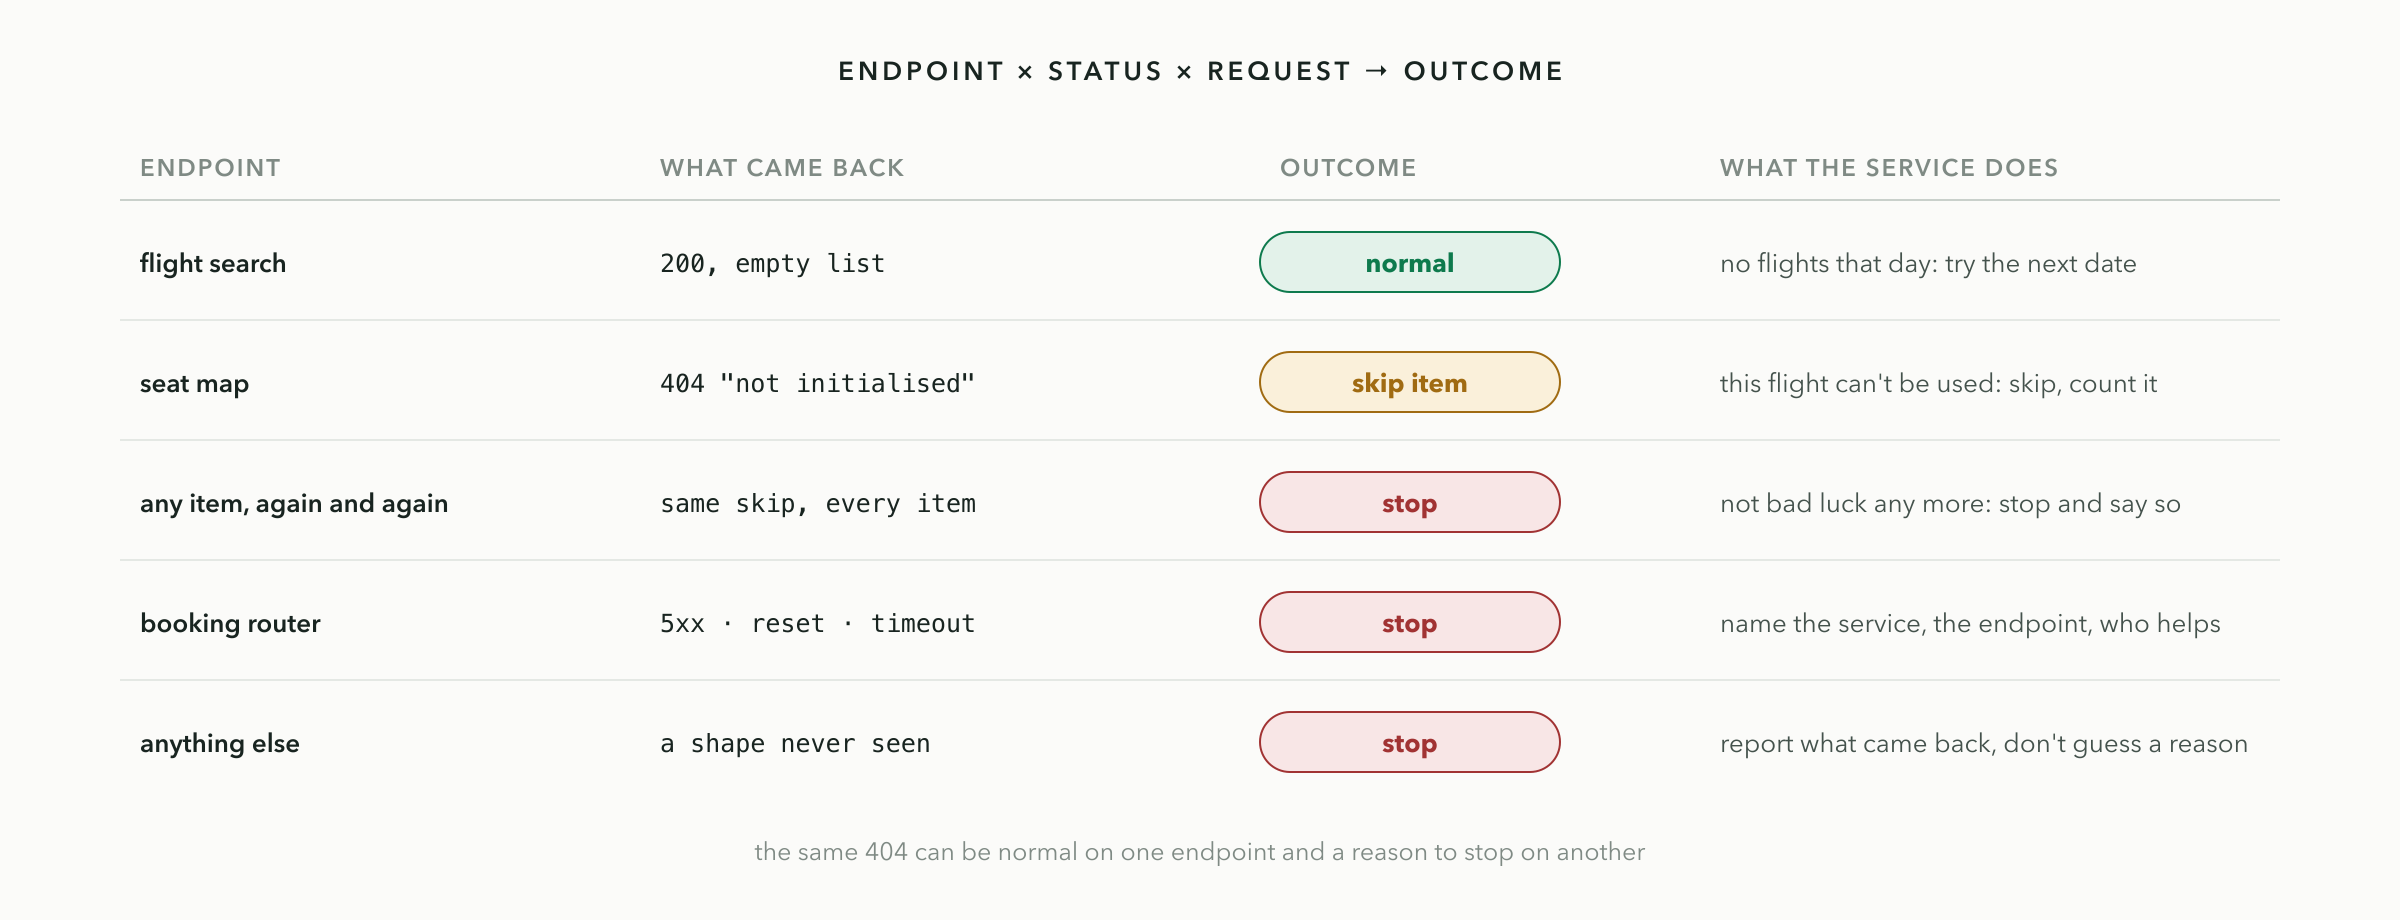 ENDPOINT × STATUS × REQUEST → OUTCOME
ENDPOINT WHAT CAME BACK OUTCOME WHAT THE SERVICE DOES
flight search 200, empty list normal no flights that day: try the next date
seat map 404 "not initialised" skip item this flight can't be used: skip, count it
any item, again and again same skip, every item stop not bad luck any more: stop and say so
booking router 5xx · reset · timeout stop name the service, the endpoint, who helps
anything else a shape never seen stop report what came back, don't guess a reason
the same 404 can be normal on one endpoint and a reason to stop on another